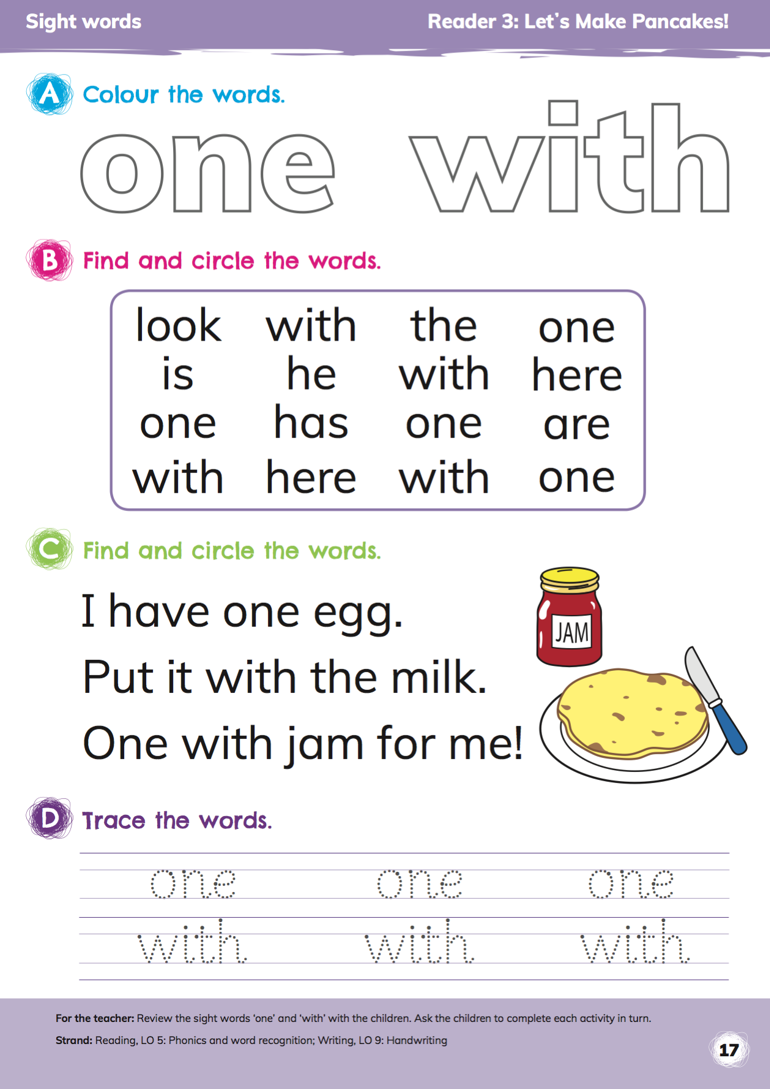 Sight words Reader 3: Let's Make Pancakes!
A Colour the words.
one with
B Find and circle the words.
look with the one
is he with here
one has one are
with here with one
C Find and circle the words.
I have one egg.
JAM
Put it with the milk.
One with jam for me!
D Trace the words.
one one one
with with with
For the teacher: Review the sight words ‘one’ and ‘with’ with the children. Ask the children to complete each activity in turn.
Strand: Reading, LO 5: Phonics and word recognition; Writing, LO 9: Handwriting
17